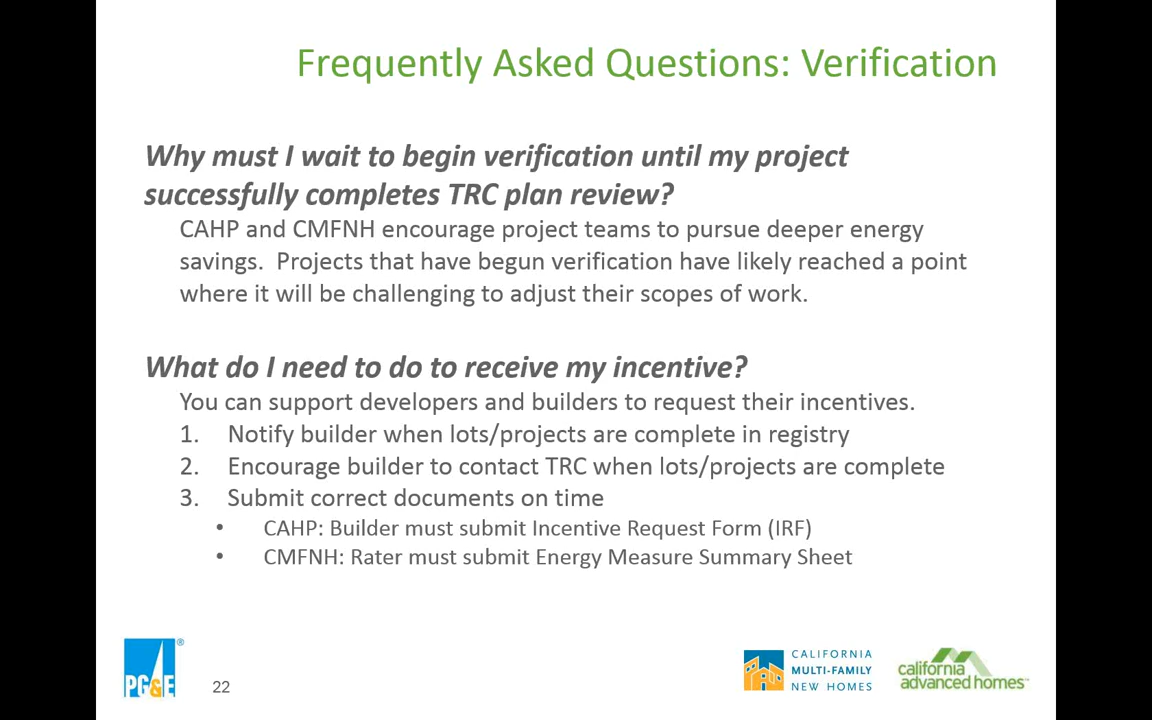 Frequently Asked Questions: Verification
Why must I wait to begin verification until my project
successfully completes TRC plan review?
CAHP and CMFNH encourage project teams to pursue deeper energy
savings.  Projects that have begun verification have likely reached a point
where it will be challenging to adjust their scopes of work.
What do I need to do to receive my incentive?
You can support developers and builders to request their incentives.
1. Notify builder when lots/projects are complete in registry
2. Encourage builder to contact TRC when lots/projects are complete
3. Submit correct documents on time
• CAHP: Builder must submit Incentive Request Form (IRF)
• CMFNH: Rater must submit Energy Measure Summary Sheet
PG&E®
22
CALIFORNIA
MULTI-FAMILY
NEW HOMES
california
advanced homes™